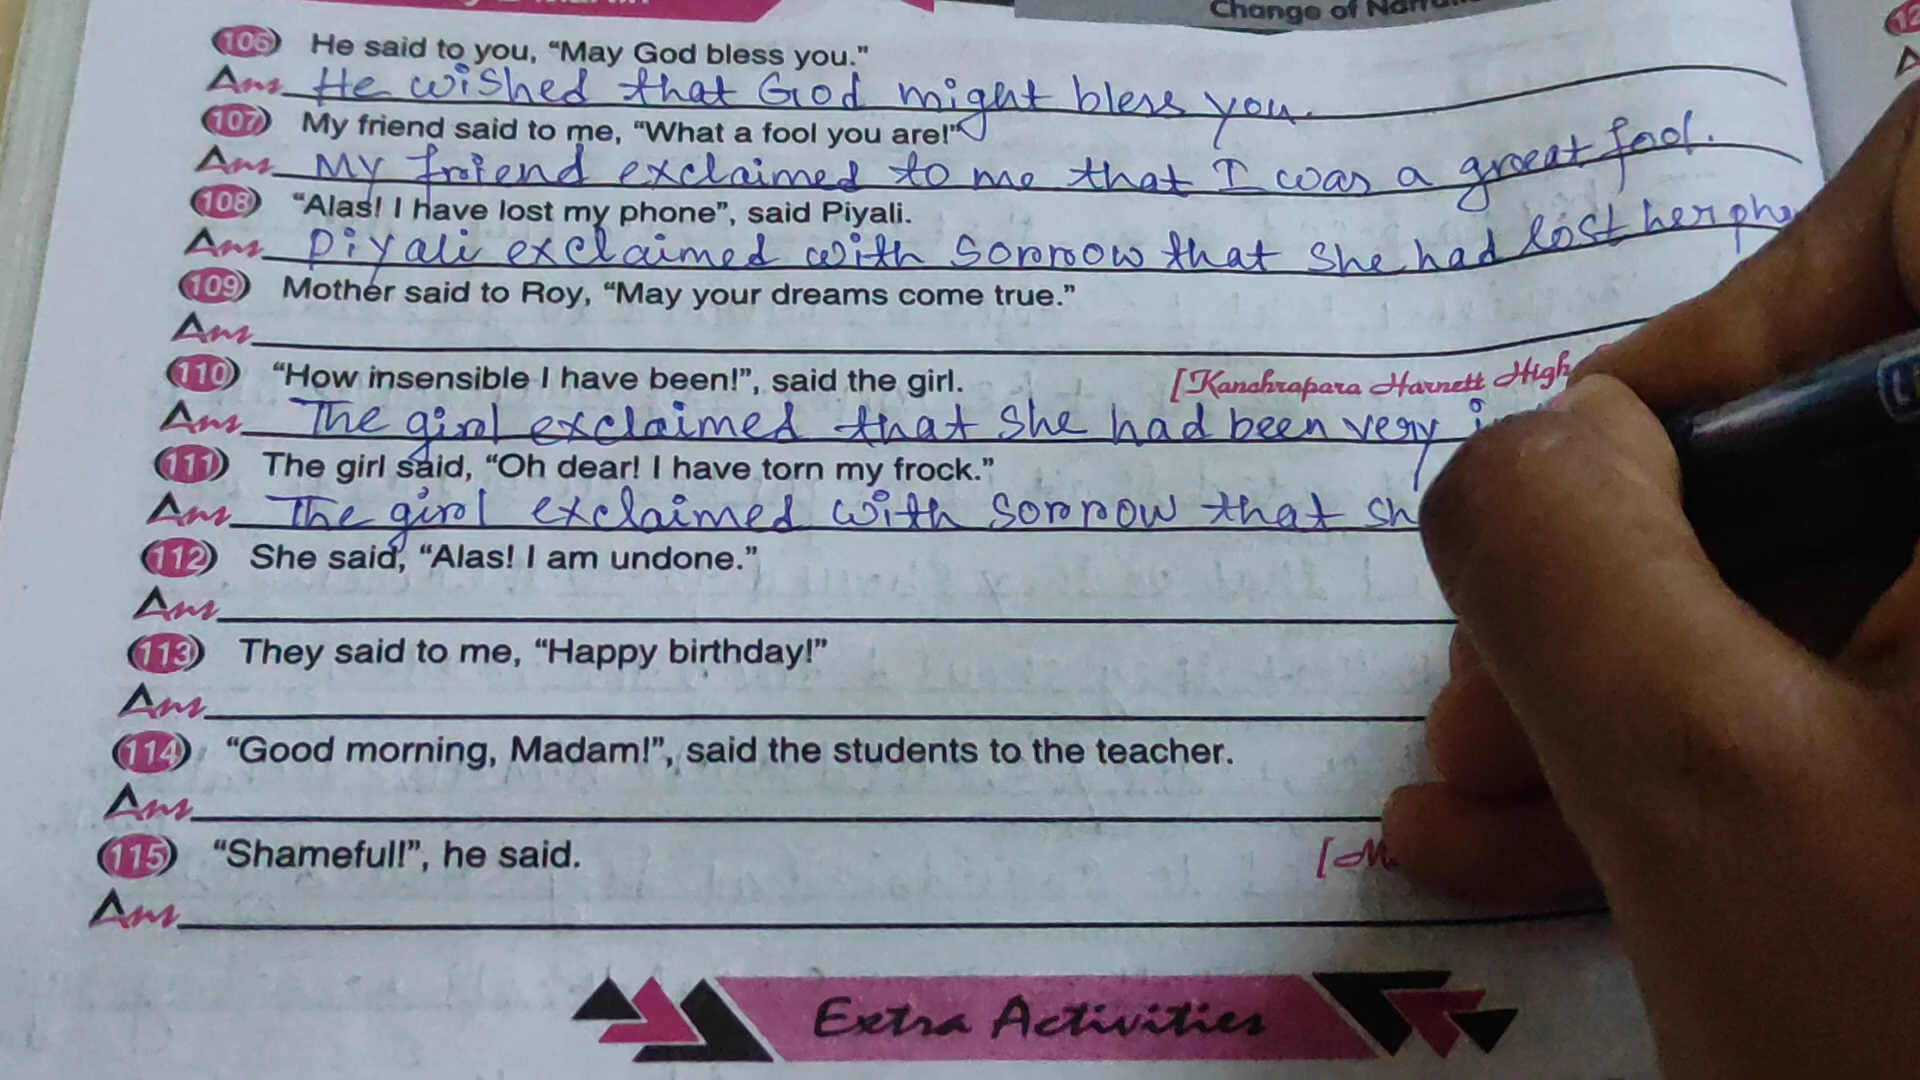 Change of
106 He said to you, “May God bless you.”
Ans He wished that God might bless you.
107 My friend said to me, “What a fool you are!”
Ans My friend exclaimed to me that I was a great fool.
108 “Alas! I have lost my phone”, said Piyali.
Ans Piyali exclaimed with sorrow that she had lost her
109 Mother said to Roy, “May your dreams come true.”
Ans
110 “How insensible I have been!”, said the girl. [Kanchrapara Harnett High
Ans The girl exclaimed that she had been very
111 The girl said, “Oh dear! I have torn my frock.”
Ans The girl exclaimed with sorrow that
112 She said, “Alas! I am undone.”
Ans
113 They said to me, “Happy birthday!”
Ans
114 “Good morning, Madam!”, said the students to the teacher.
Ans
115 “Shameful!”, he said.
Ans
Extra Activities